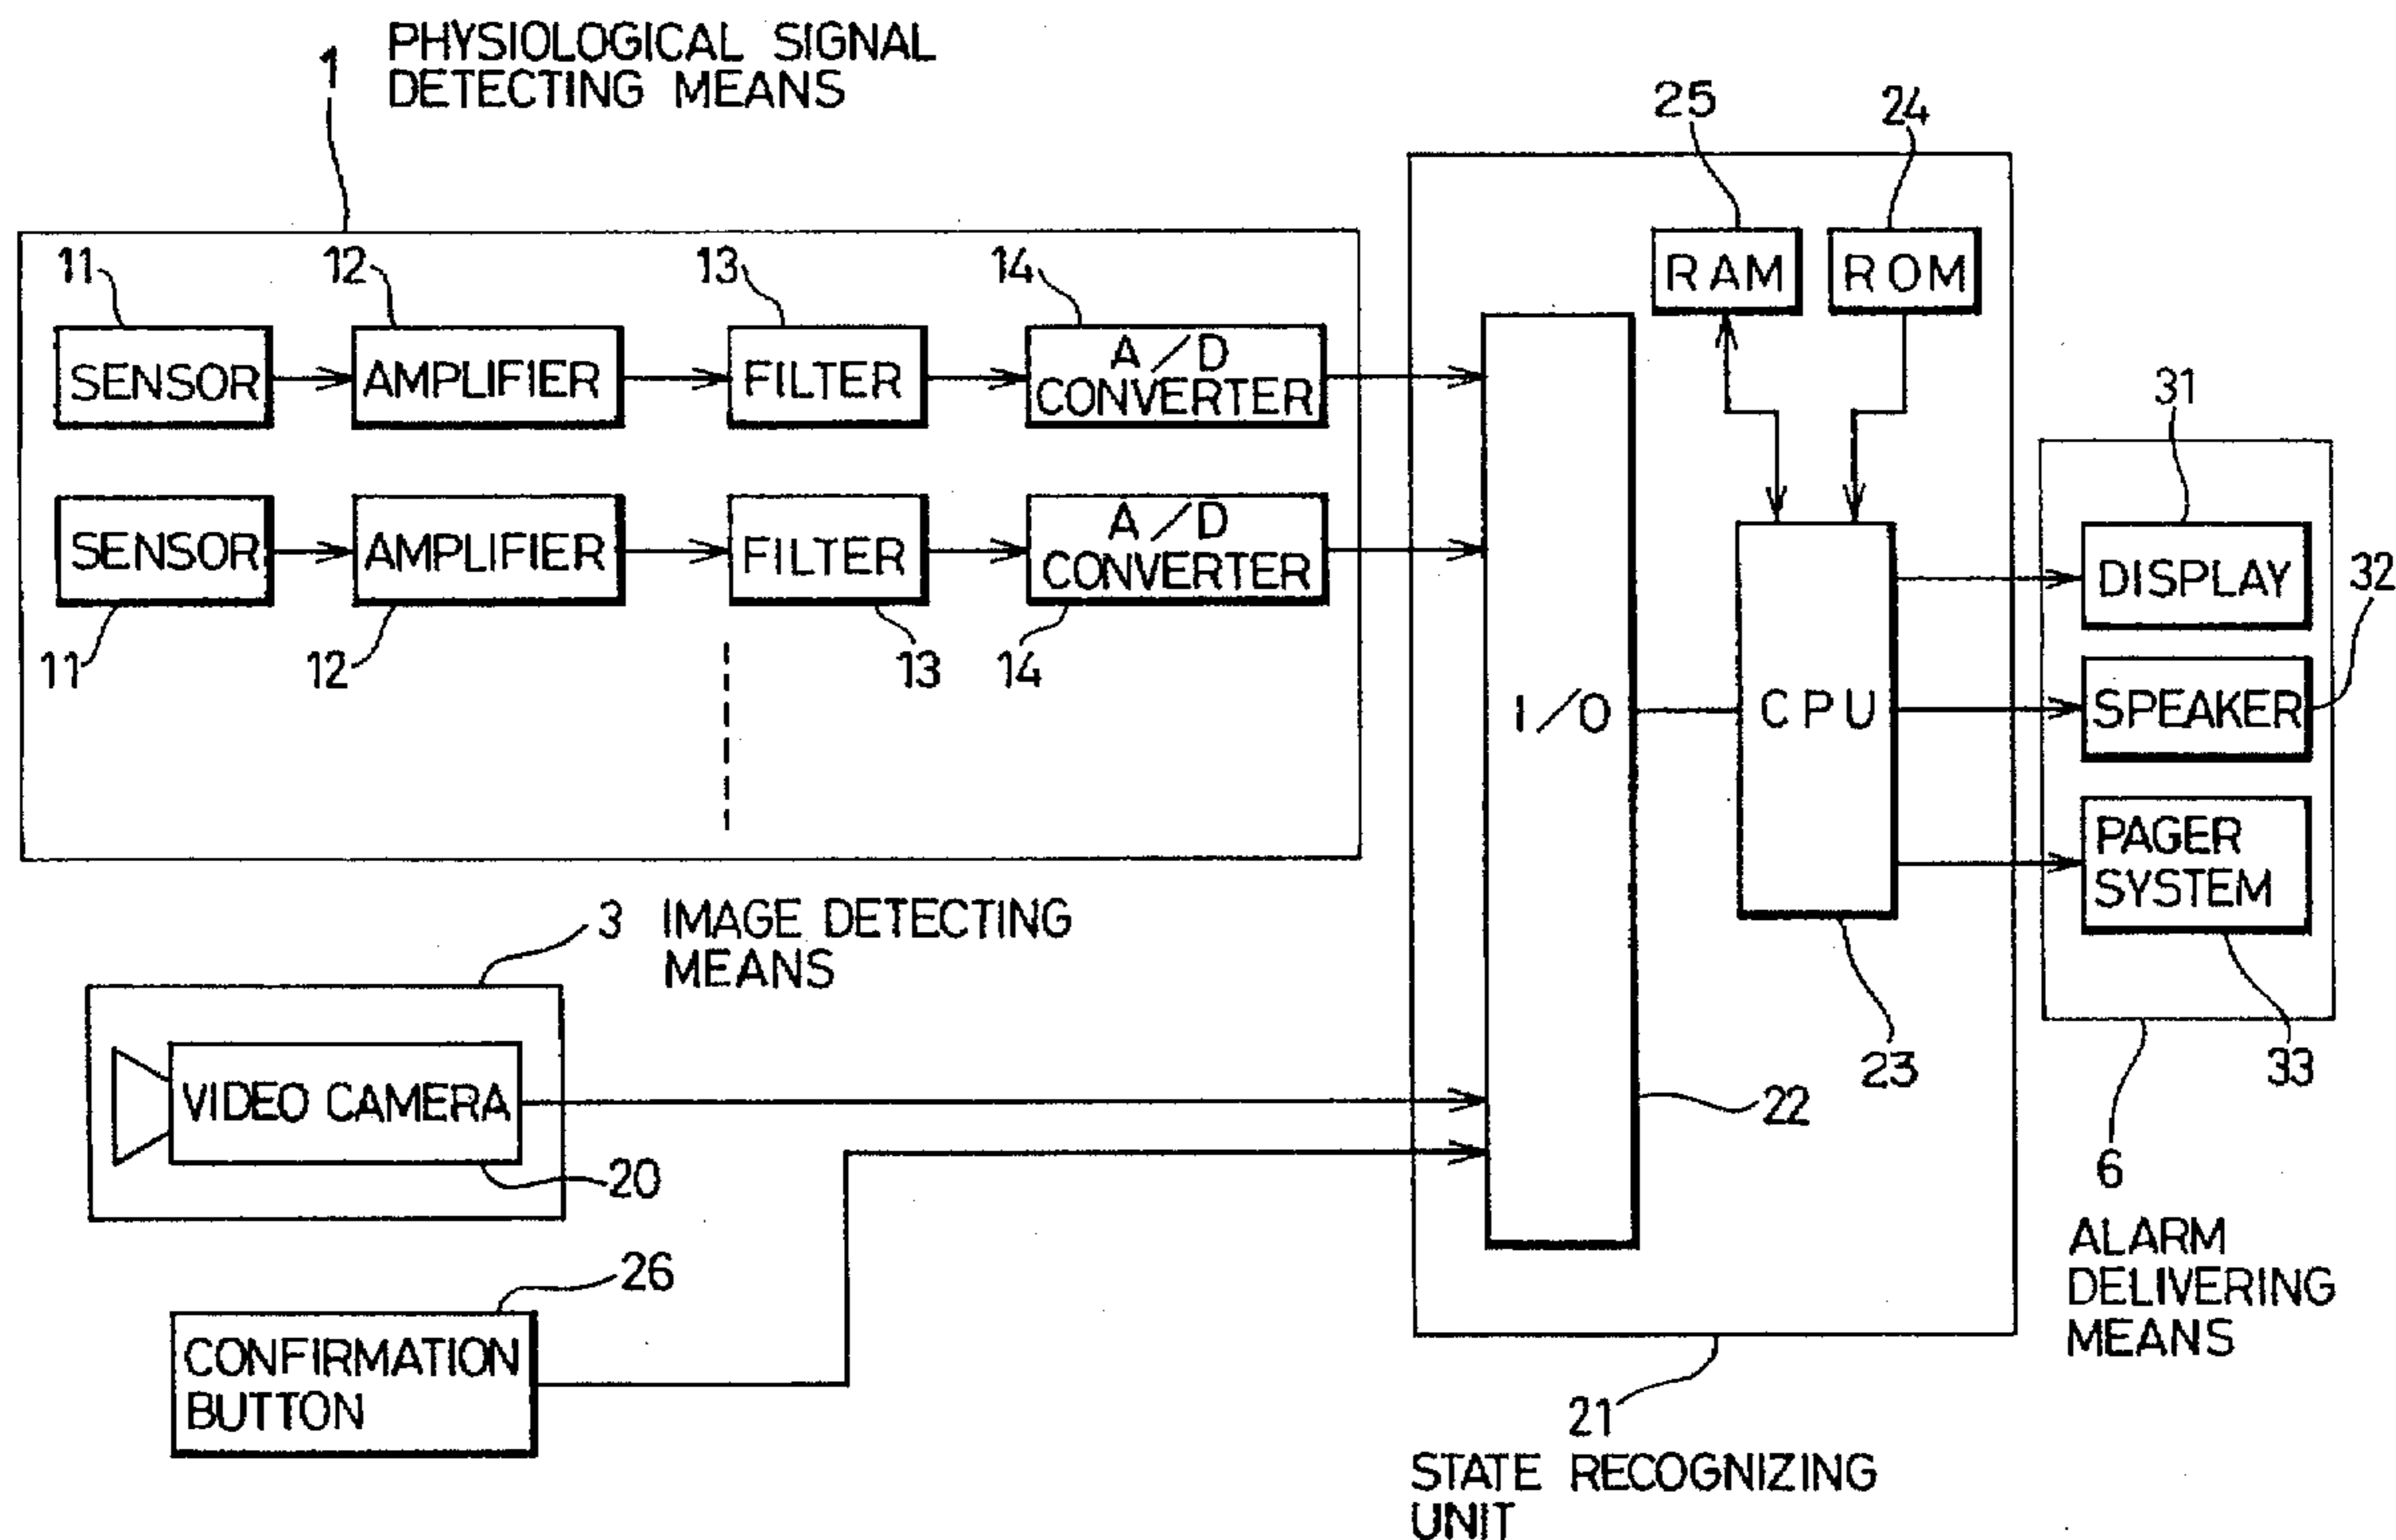 1 PHYSIOLOGICAL SIGNAL
DETECTING MEANS
11 12 13 14
SENSOR AMPLIFIER FILTER A/D
CONVERTER
SENSOR AMPLIFIER FILTER A/D
CONVERTER
11 12 13 14
3 IMAGE DETECTING
MEANS
VIDEO CAMERA
20
26
CONFIRMATION
BUTTON
25 24
RAM ROM
I/O
CPU
22
23
21
STATE RECOGNIZING
UNIT
31
DISPLAY
32
SPEAKER
PAGER
SYSTEM
33
6
ALARM
DELIVERING
MEANS